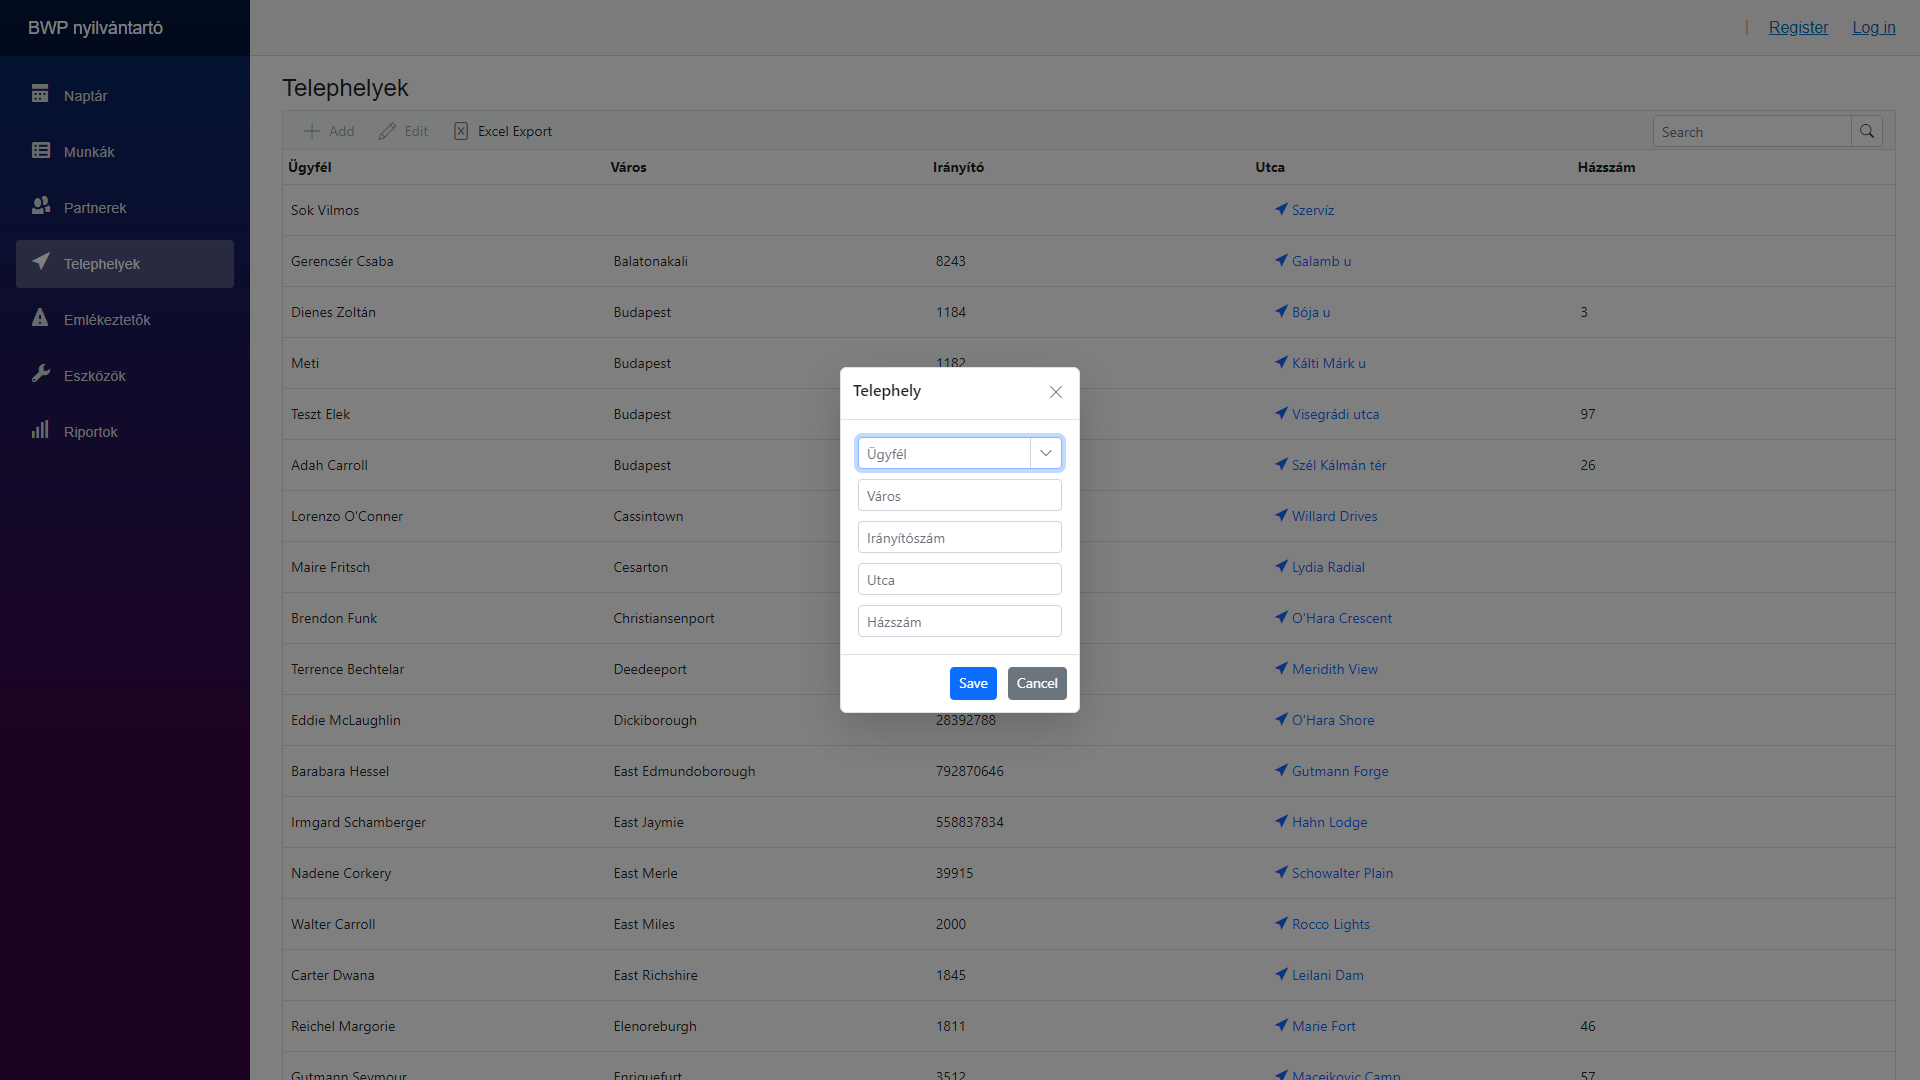 BWP nyilvántartó
| Register Log in
Naptár
Munkák
Partnerek
Telephelyek
Emlékeztetők
Eszközök
Riportok
Telephelyek
Add Edit Excel Export Search
Ügyfél Város Irányító Utca Házszám
Sok Vilmos Szervíz
Gerencsér Csaba Balatonakali 8243 Galamb u
Dienes Zoltán Budapest 1184 Bója u 3
Meti Budapest 1182 Kálti Márk u
Teszt Elek Budapest Visegrádi utca 97
Adah Carroll Budapest Szél Kálmán tér 26
Lorenzo O'Conner Cassintown Willard Drives
Maire Fritsch Cesarton Lydia Radial
Brendon Funk Christiansenport O'Hara Crescent
Terrence Bechtelar Deedeeport Meridith View
Eddie McLaughlin Dickiborough 28392788 O'Hara Shore
Barabara Hessel East Edmundoborough 792870646 Gutmann Forge
Irmgard Schamberger East Jaymie 558837834 Hahn Lodge
Nadene Corkery East Merle 39915 Schowalter Plain
Walter Carroll East Miles 2000 Rocco Lights
Carter Dwana East Richshire 1845 Leilani Dam
Reichel Margorie Elenoreburgh 1811 Marie Fort 46
Gutmann Seymour Enriquefurt 3512 Macejkovic Camp 57
Telephely
Ügyfél
Város
Irányítószám
Utca
Házszám
Save Cancel